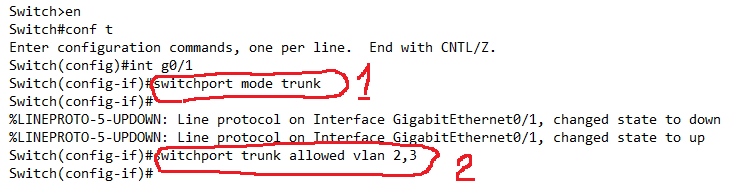 Switch>en
Switch#conf t
Enter configuration commands, one per line.  End with CNTL/Z.
Switch(config)#int g0/1
Switch(config-if)#switchport mode trunk 1
Switch(config-if)#
%LINEPROTO-5-UPDOWN: Line protocol on Interface GigabitEthernet0/1, changed state to down
%LINEPROTO-5-UPDOWN: Line protocol on Interface GigabitEthernet0/1, changed state to up
Switch(config-if)#switchport trunk allowed vlan 2,3
Switch(config-if)# 2